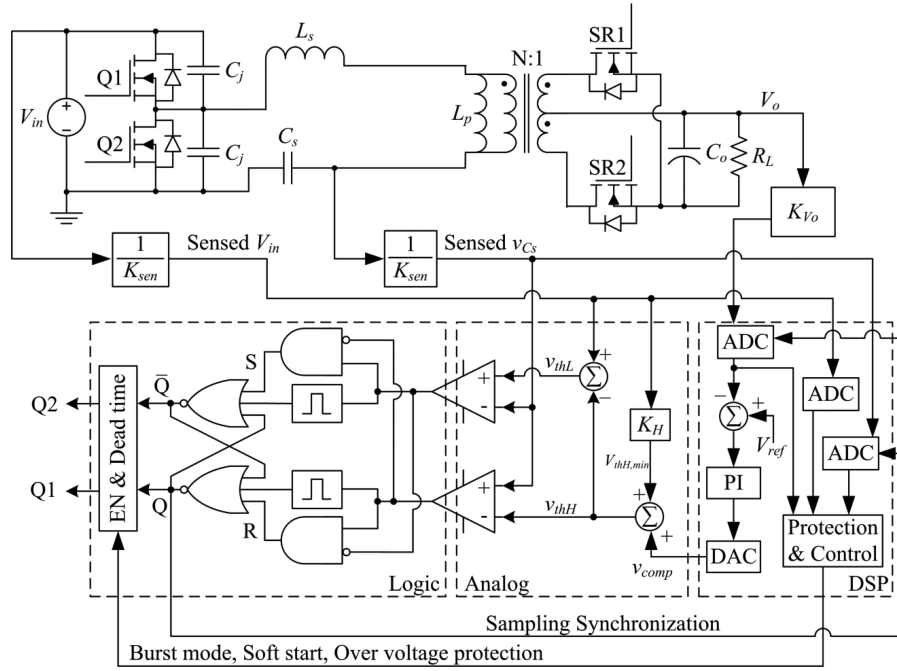 L_s
N:1
SR1
Q1
C_j
V_in
L_p
V_o
Q2
C_j
C_s
SR2
C_o
R_L
K_Vo
1/K_sen
Sensed V_in
1/K_sen
Sensed v_Cs
S
Q̄
Q2
Q1
Q
R
EN & Dead time
Logic
+
-
v_thL
+
Σ
-
K_H
V_thH,min
+
-
v_thH
+
Σ
+
v_comp
Analog
ADC
ADC
-
Σ
+
V_ref
ADC
PI
DAC
Protection
& Control
DSP
Sampling Synchronization
Burst mode, Soft start, Over voltage protection